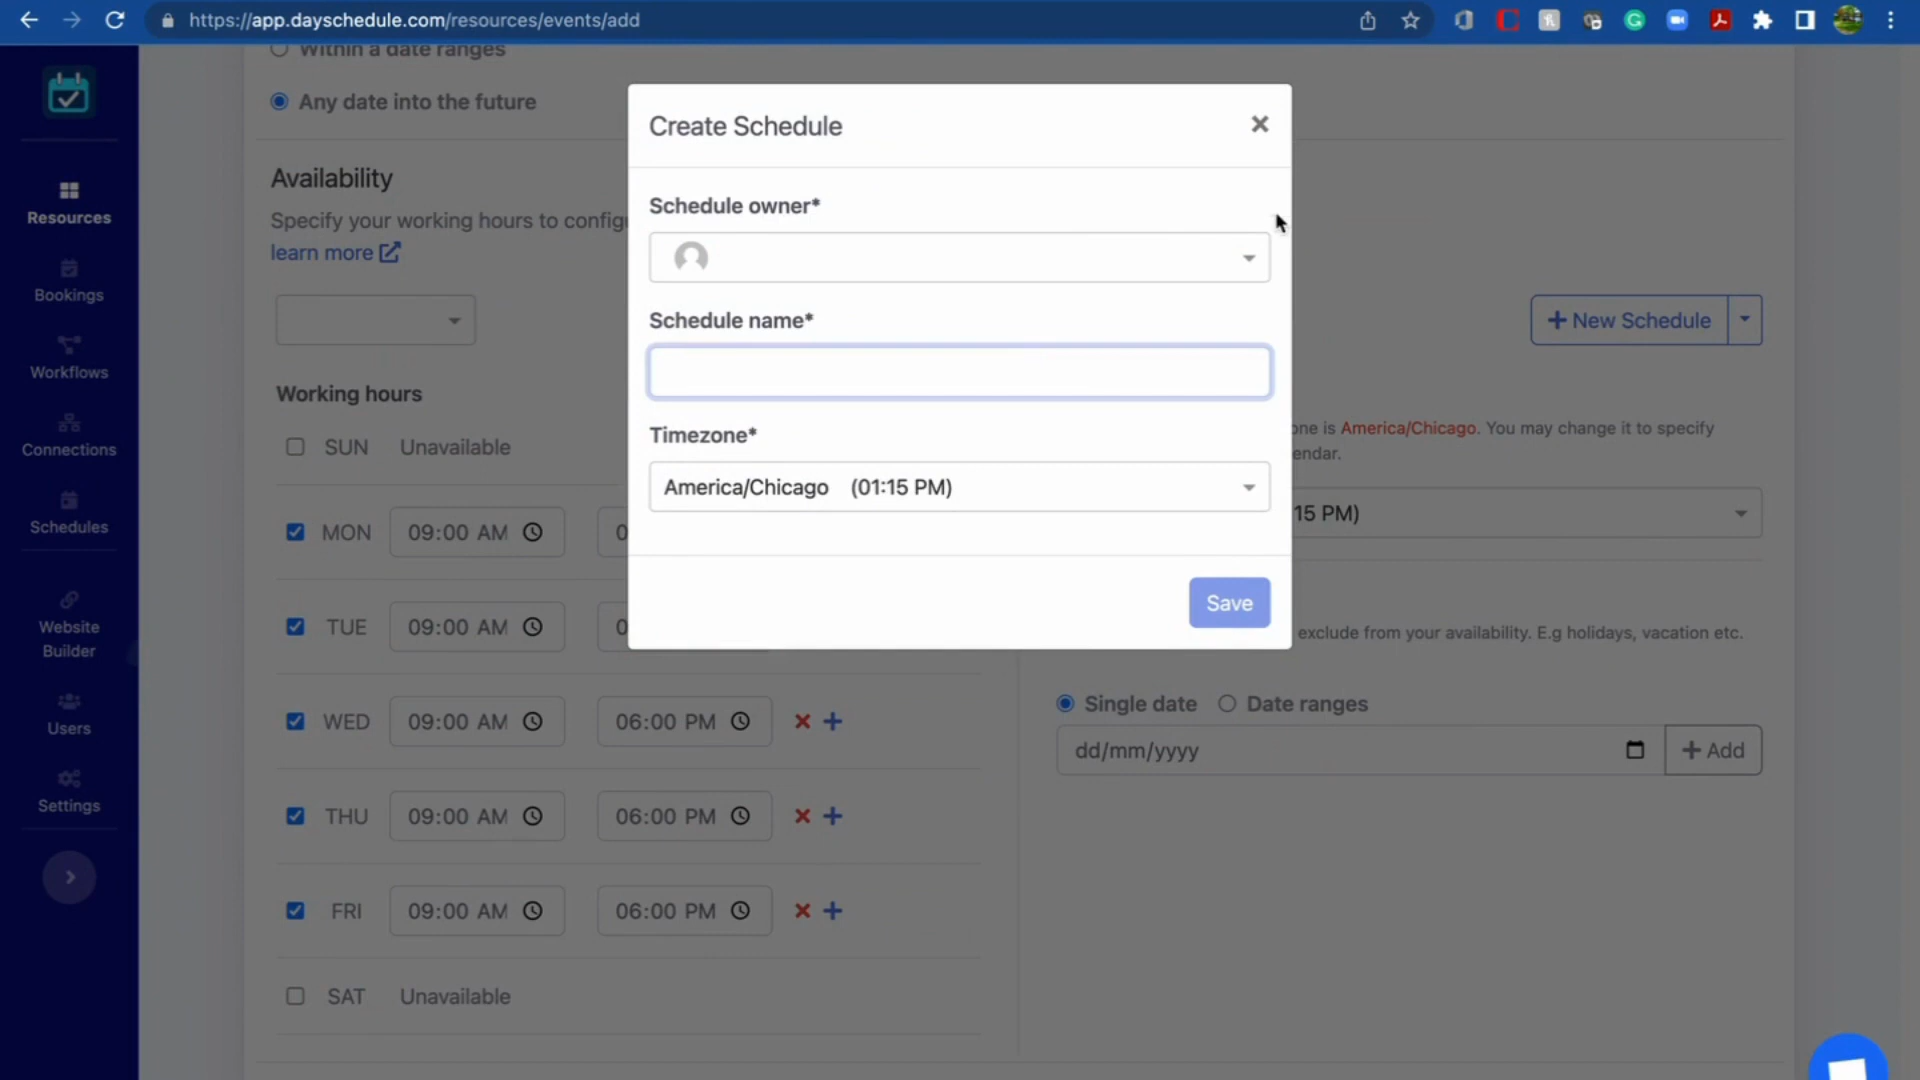 https://app.dayschedule.com/resources/events/add
Within a date ranges
Any date into the future
Availability
Specify your working hours to config
learn more
New Schedule
Working hours
SUN Unavailable
MON 09:00 AM 0
TUE 09:00 AM 0
WED 09:00 AM 06:00 PM
THU 09:00 AM 06:00 PM
FRI 09:00 AM 06:00 PM
SAT Unavailable
one is America/Chicago. You may change it to specify
endar.
15 PM)
exclude from your availability. E.g holidays, vacation etc.
Single date Date ranges
dd/mm/yyyy Add
Create Schedule
Schedule owner*
Schedule name*
Timezone*
America/Chicago (01:15 PM)
Save
Resources
Bookings
Workflows
Connections
Schedules
Website
Builder
Users
Settings